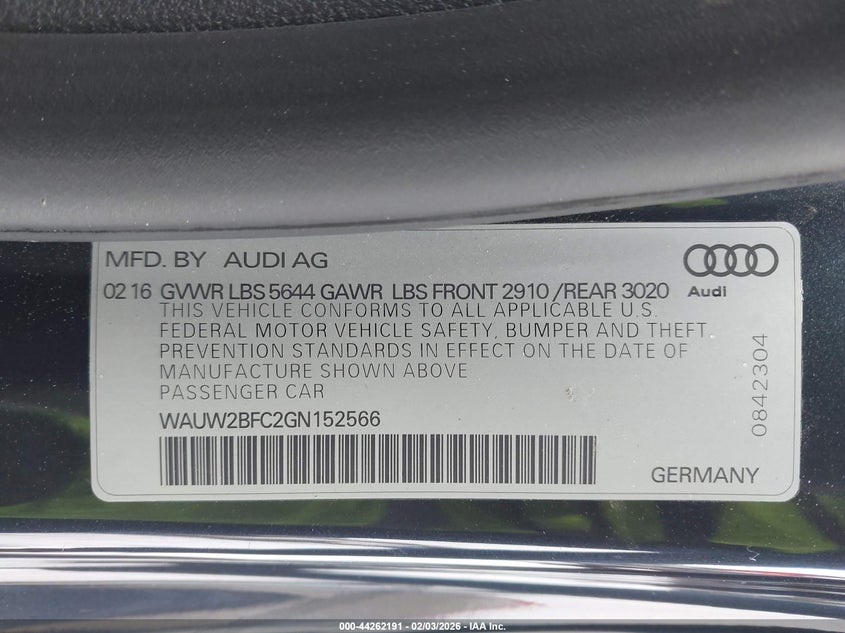 MFD. BY AUDI AG
02 16 GVWR LBS 5644 GAWR LBS FRONT 2910 /REAR 3020
Audi
THIS VEHICLE CONFORMS TO ALL APPLICABLE U.S.
FEDERAL MOTOR VEHICLE SAFETY, BUMPER AND THEFT
PREVENTION STANDARDS IN EFFECT ON THE DATE OF
MANUFACTURE SHOWN ABOVE
PASSENGER CAR
WAUW2BFC2GN152566
0842304
GERMANY
000-44262191 - 02/03/2026 - IAA Inc.